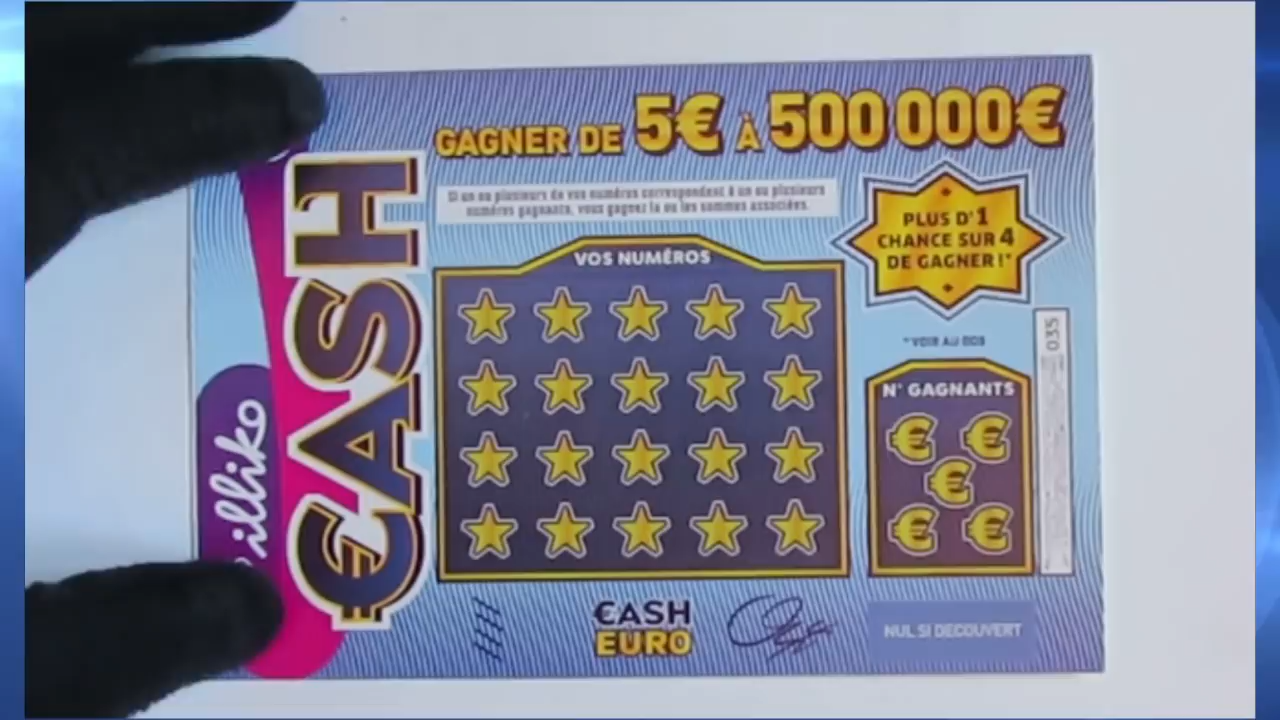 GAGNER DE 5€ À 500 000€
Si un ou plusieurs de vos numéros correspondent à un ou plusieurs
numéros gagnants, vous gagnez la ou les sommes associées.
PLUS D'1
CHANCE SUR 4
DE GAGNER !*
* VOIR AU DOS
VOS NUMÉROS
N° GAGNANTS
€ €
€
€ €
035
illiko
€ASH
€ASH
EURO
NUL SI DECOUVERT